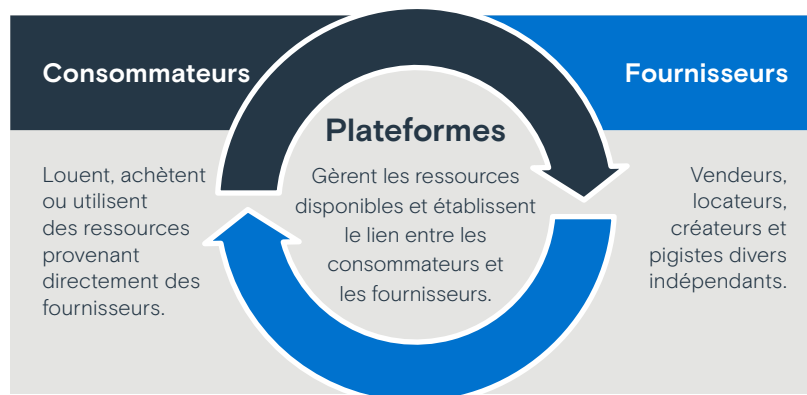 Consommateurs
Louent, achètent
ou utilisent
des ressources
provenant
directement des
fournisseurs.
Plateformes
Gèrent les ressources
disponibles et établissent
le lien entre les
consommateurs et
les fournisseurs.
Fournisseurs
Vendeurs,
locateurs,
créateurs et
pigistes divers
indépendants.